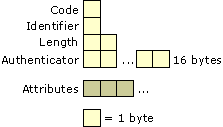 Code
Identifier
Length
Authenticator ... 16 bytes
Attributes ...
= 1 byte